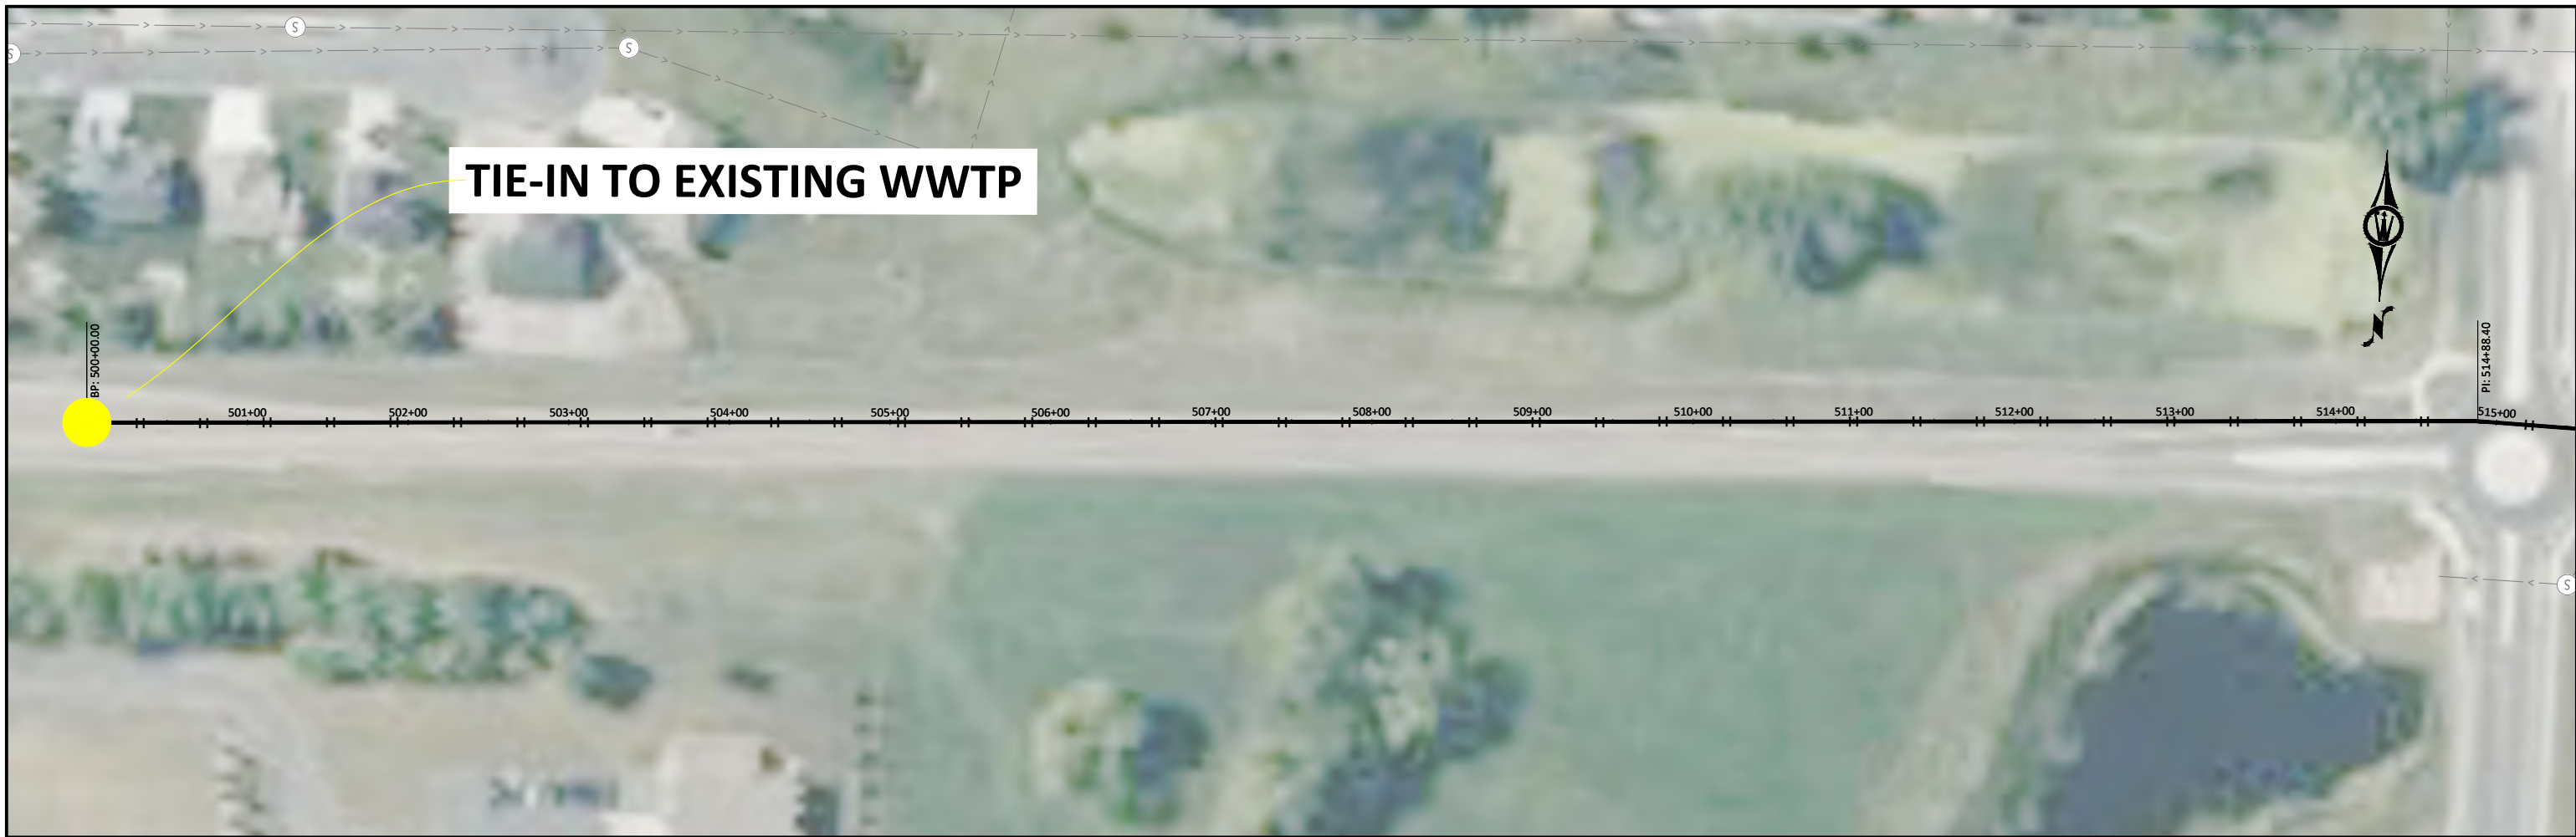 S
S
S
TIE-IN TO EXISTING WWTP
N
BP: 500+00.00
PI: 514+88.40
501+00
502+00
503+00
504+00
505+00
506+00
507+00
508+00
509+00
510+00
511+00
512+00
513+00
514+00
515+00
S